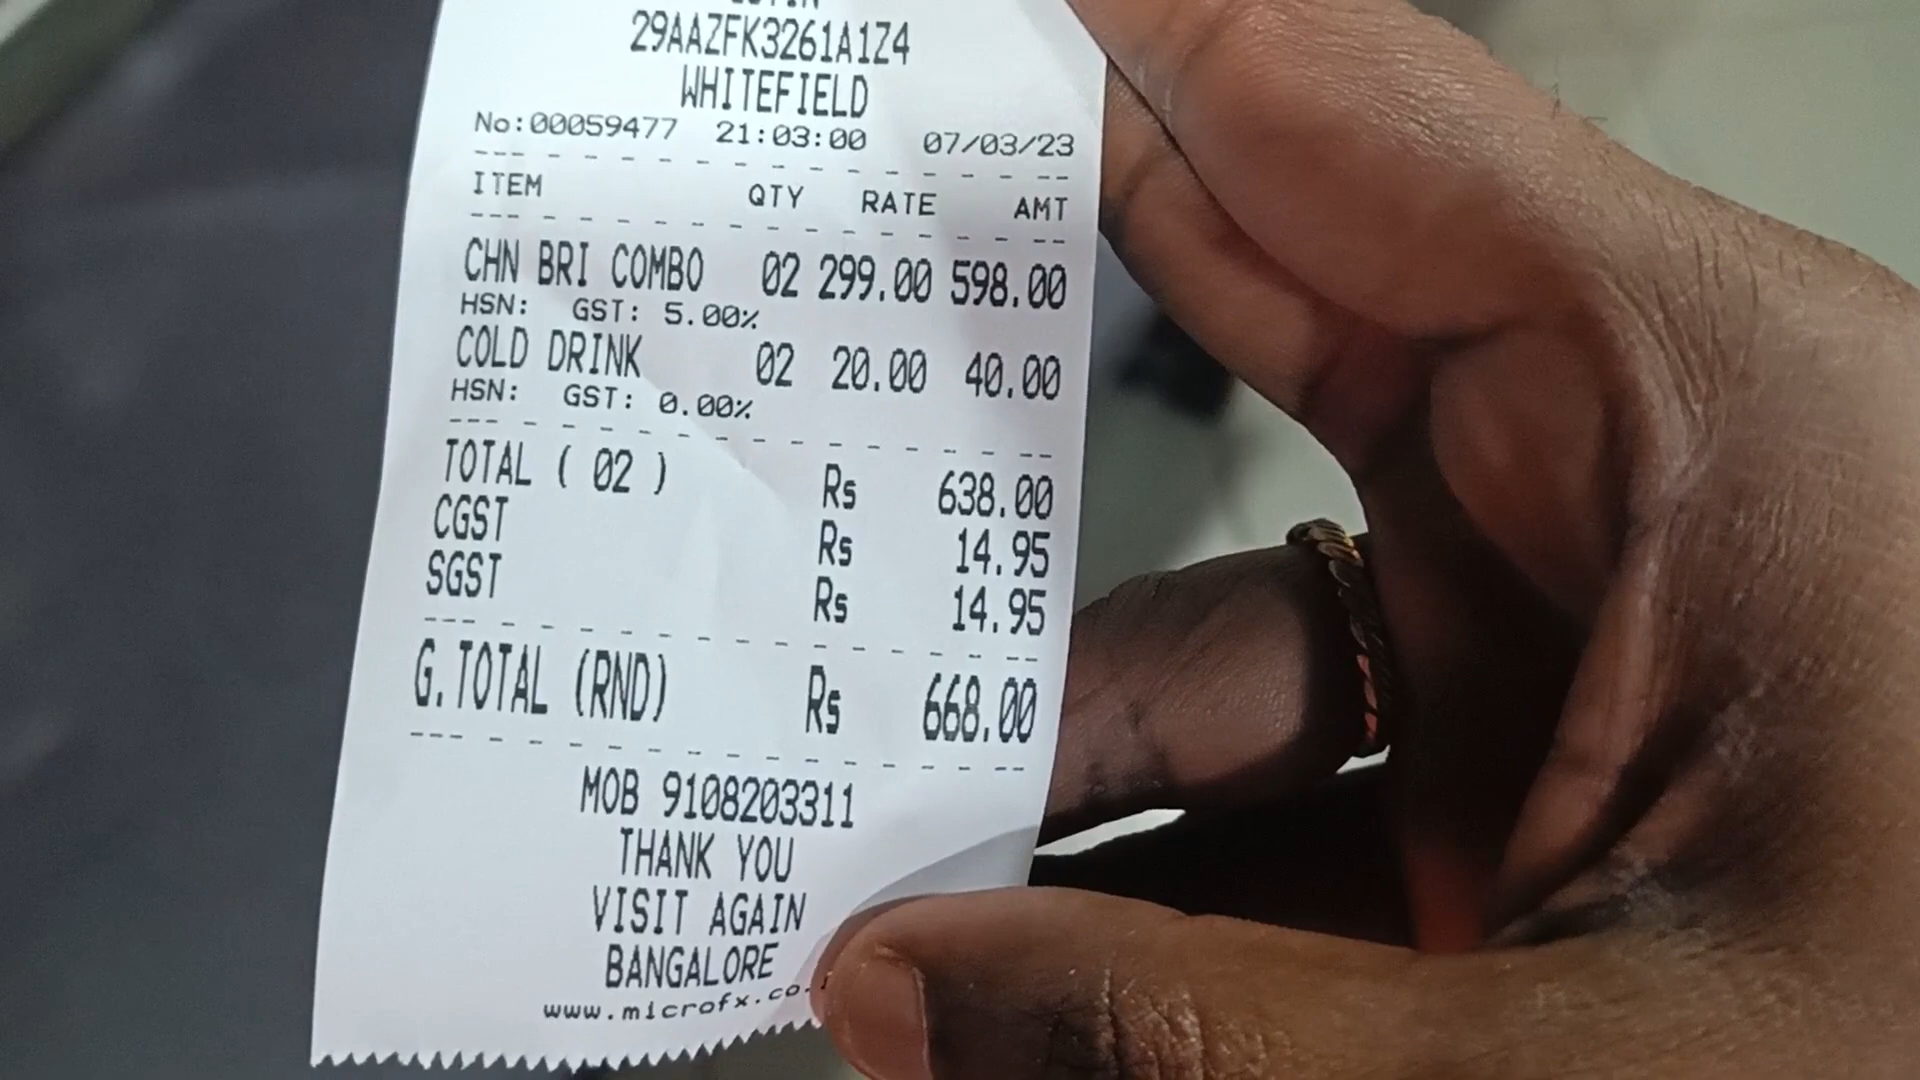 29AAZFK3261A1Z4
WHITEFIELD
No:00059477 21:03:00 07/03/23
ITEM QTY RATE AMT
CHN BRI COMBO 02 299.00 598.00
HSN: GST: 5.00%
COLD DRINK 02 20.00 40.00
HSN: GST: 0.00%
TOTAL ( 02 ) Rs 638.00
CGST Rs 14.95
SGST Rs 14.95
G.TOTAL (RND) Rs 668.00
MOB 9108203311
THANK YOU
VISIT AGAIN
BANGALORE
www.microfx.co.